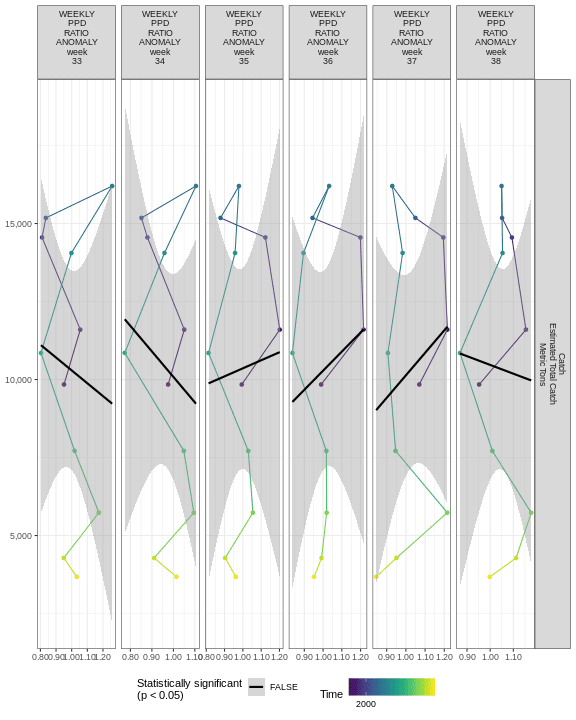 WEEKLY
PPD
RATIO
ANOMALY
week
33
WEEKLY
PPD
RATIO
ANOMALY
week
34
WEEKLY
PPD
RATIO
ANOMALY
week
35
WEEKLY
PPD
RATIO
ANOMALY
week
36
WEEKLY
PPD
RATIO
ANOMALY
week
37
WEEKLY
PPD
RATIO
ANOMALY
week
38
15,000
10,000
5,000
Catch
Estimated Total Catch
Metric Tons
0.80 0.90 1.00 1.10 1.20
0.90 1.00 1.10
0.80 0.90 1.00 1.10 1.20
0.90 1.00 1.10 1.20
0.90 1.00 1.10 1.20
0.90 1.00 1.10
Statistically significant
(p < 0.05)
FALSE
Time
2000